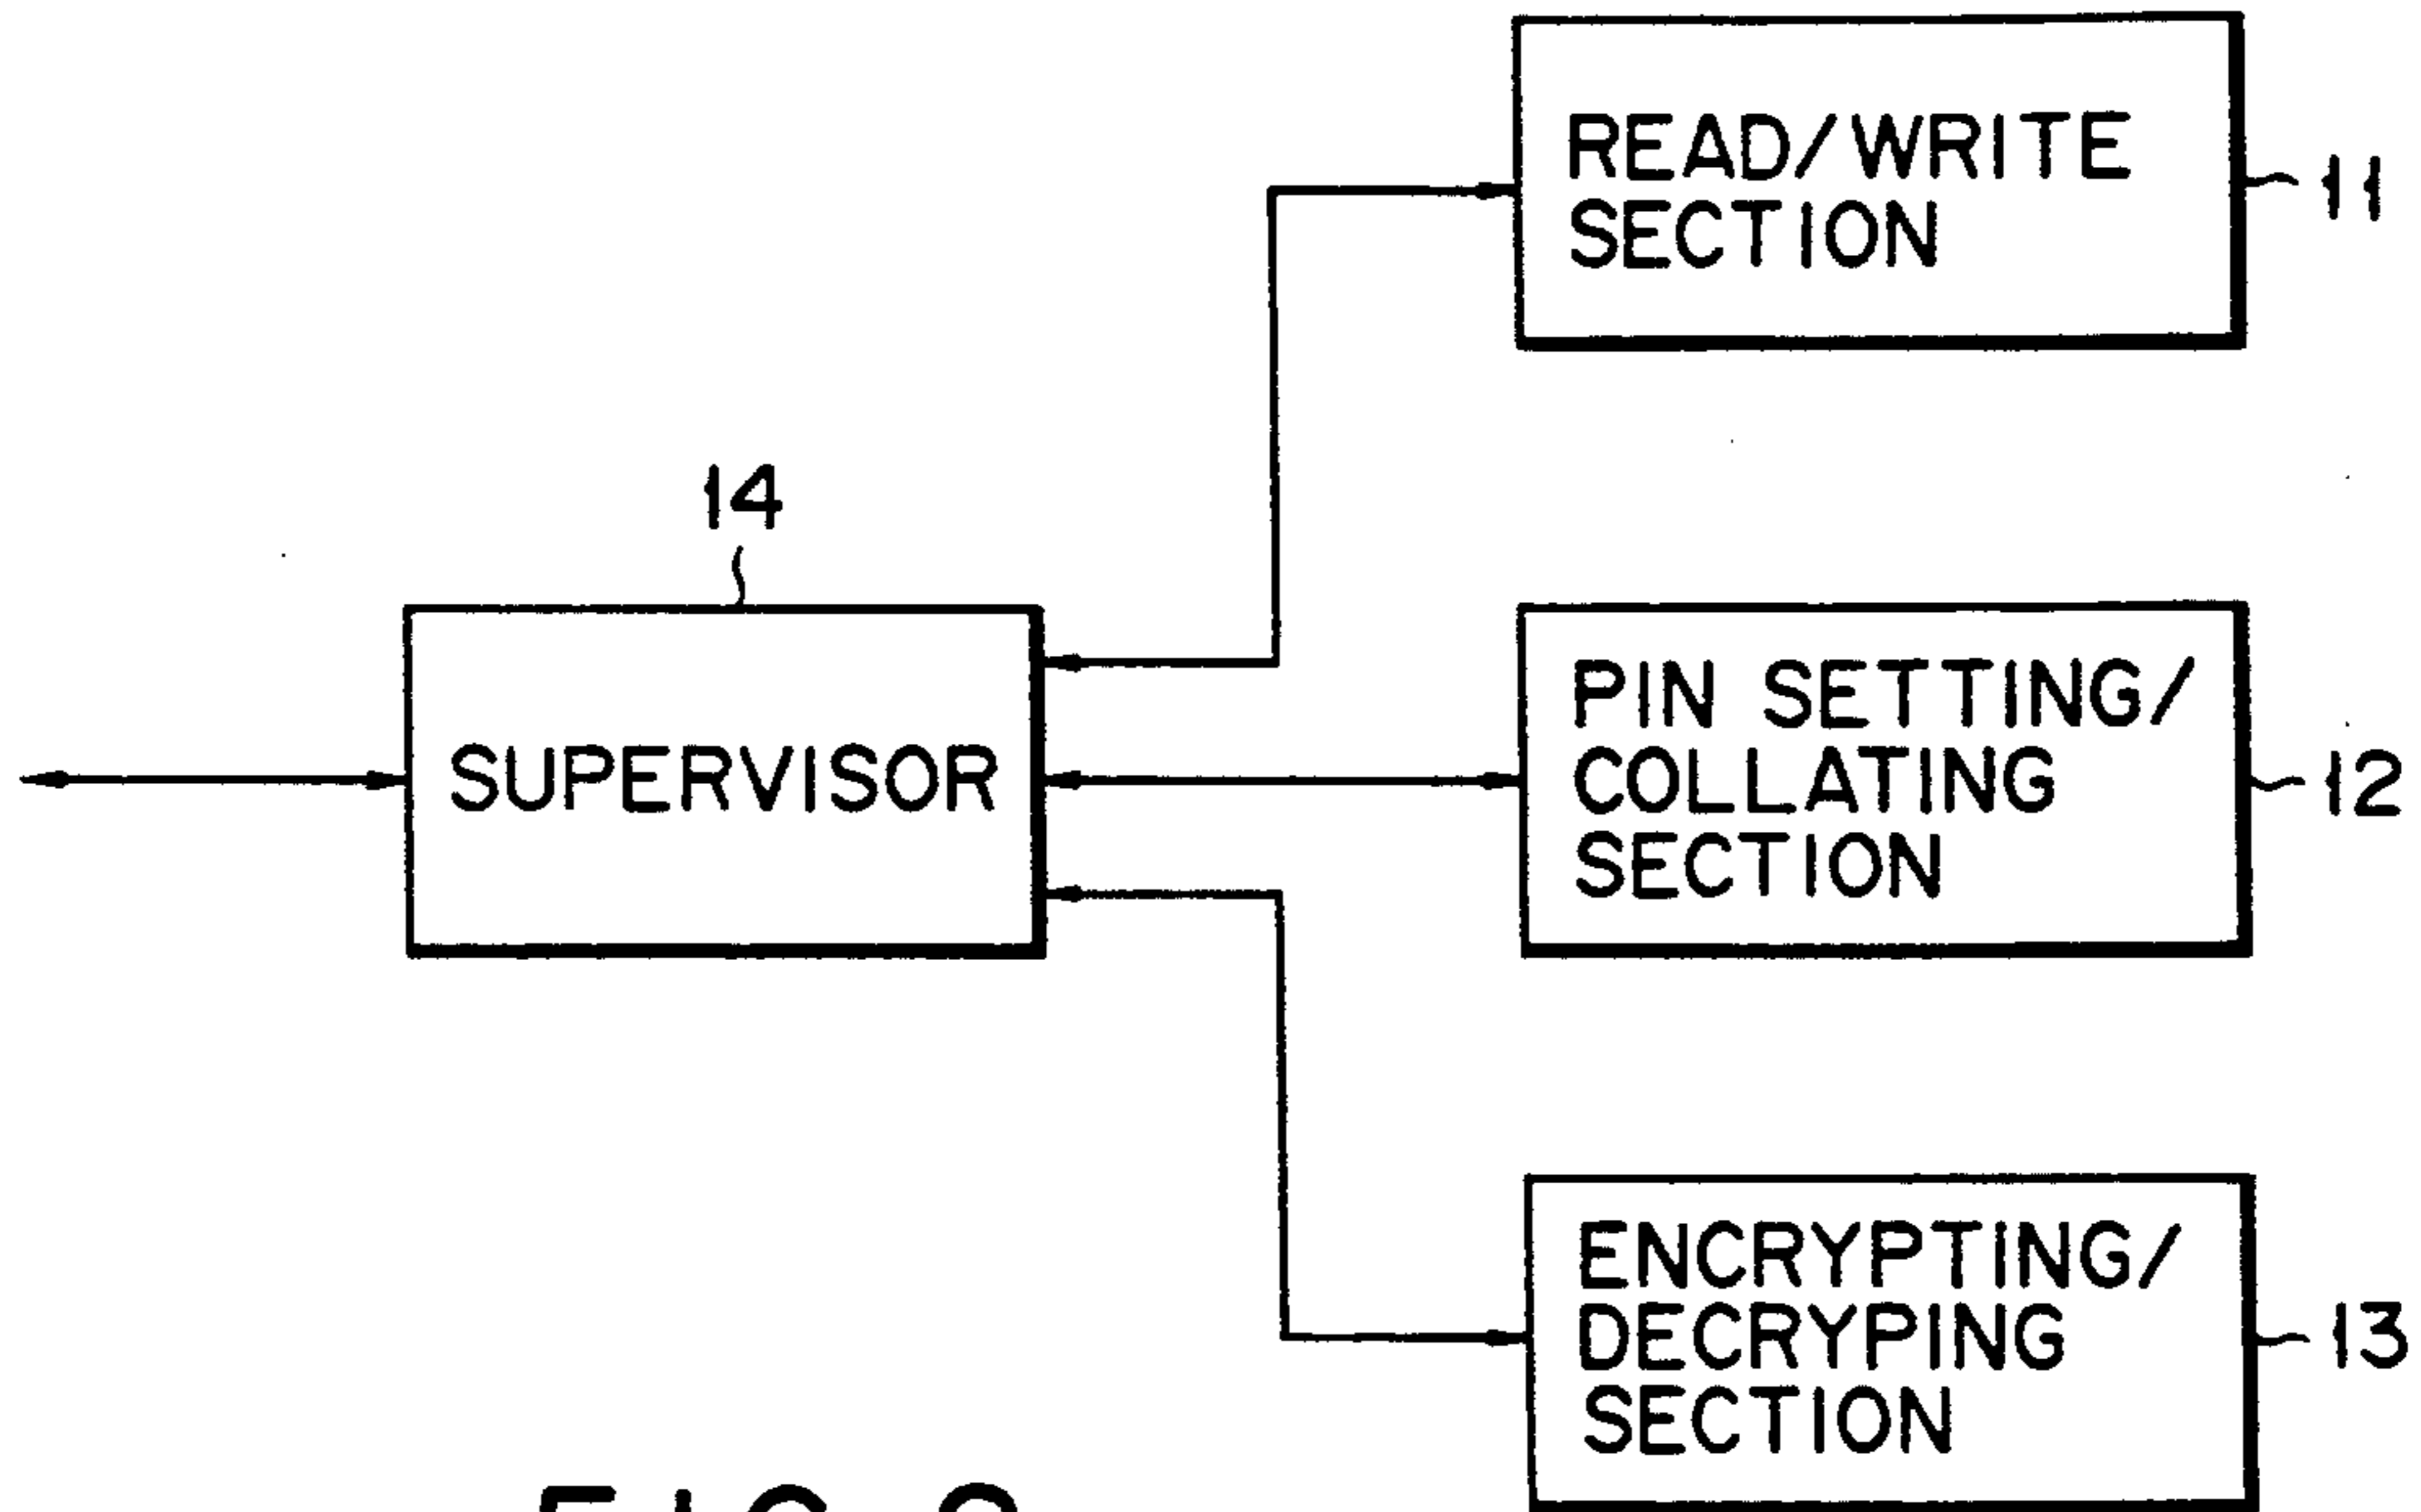 READ/WRITE
SECTION
11
14
SUPERVISOR
PIN SETTING/
COLLATING
SECTION
12
ENCRYPTING/
DECRYPING
SECTION
13